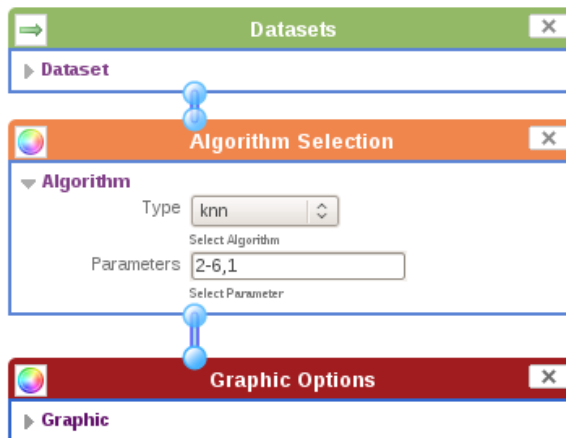 Datasets
Dataset
Algorithm Selection
Algorithm
Type knn
Select Algorithm
Parameters 2-6,1
Select Parameter
Graphic Options
Graphic